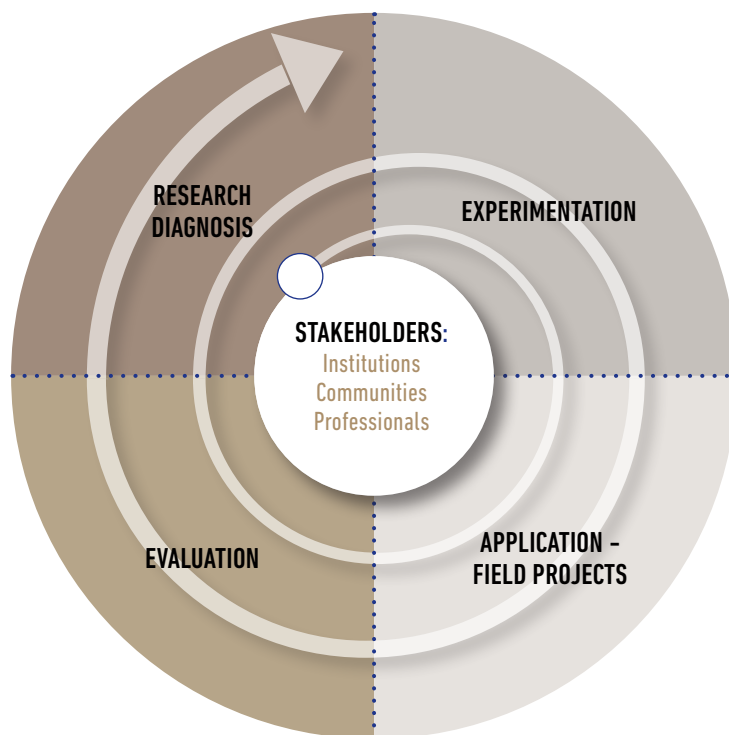 RESEARCH
DIAGNOSIS
EXPERIMENTATION
STAKEHOLDERS:
Institutions
Communities
Professionals
EVALUATION
APPLICATION –
FIELD PROJECTS